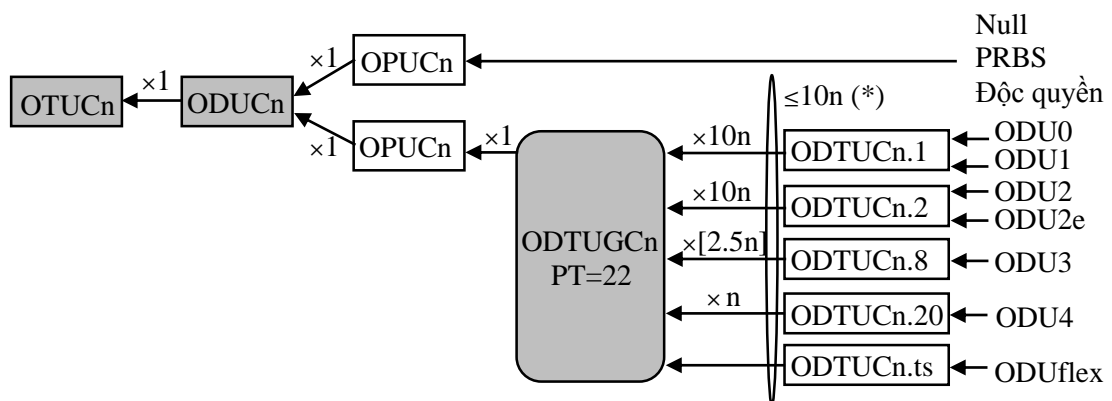 Null
PRBS
Độc quyền
×1
OPUCn
×1
OTUCn
ODUCn
≤10n (*)
×1
OPUCn
×1
×10n
ODTUCn.1
ODU0
ODU1
×10n
ODTUCn.2
ODU2
ODU2e
ODTUGCn
PT=22
×[2.5n]
ODTUCn.8
ODU3
×n
ODTUCn.20
ODU4
ODTUCn.ts
ODUflex